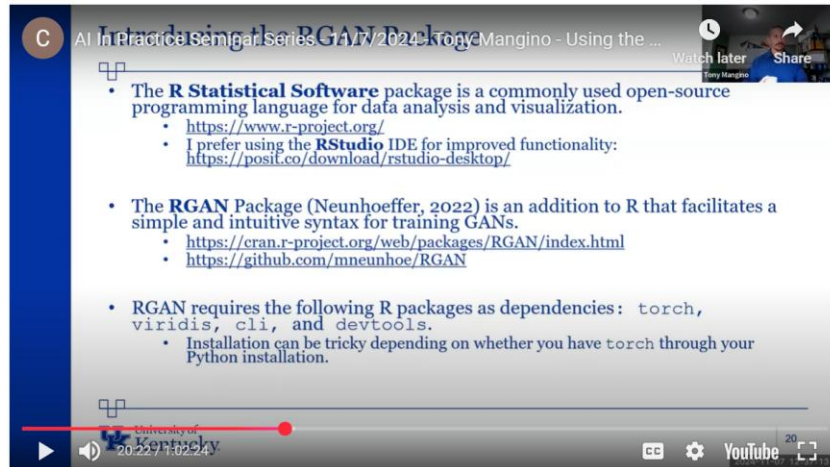 Introducing the RGAN Package
C
AI In Practice Seminar Series - 11/7/2024 - Tony Mangino - Using the ...
Watch later
Share
Tony Mangino
• The R Statistical Software package is a commonly used open-source
programming language for data analysis and visualization.
• https://www.r-project.org/
• I prefer using the RStudio IDE for improved functionality:
https://posit.co/download/rstudio-desktop/
• The RGAN Package (Neunhoeffer, 2022) is an addition to R that facilitates a
simple and intuitive syntax for training GANs.
• https://cran.r-project.org/web/packages/RGAN/index.html
• https://github.com/mneunhoe/RGAN
• RGAN requires the following R packages as dependencies: torch,
viridis, cli, and devtools.
• Installation can be tricky depending on whether you have torch through your
Python installation.
UK University of
Kentucky
20:22 / 1:02:24
CC
YouTube
20